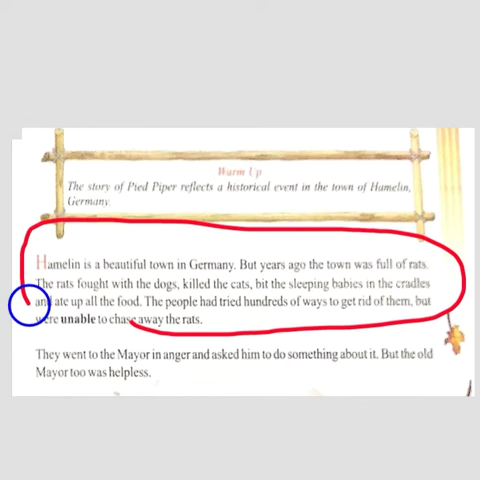 Warm Up
The story of Pied Piper reflects a historical event in the town of Hamelin,
Germany.
Hamelin is a beautiful town in Germany. But years ago the town was full of rats.
The rats fought with the dogs, killed the cats, bit the sleeping babies in the cradles
and ate up all the food. The people had tried hundreds of ways to get rid of them, but
were unable to chase away the rats.
They went to the Mayor in anger and asked him to do something about it. But the old
Mayor too was helpless.